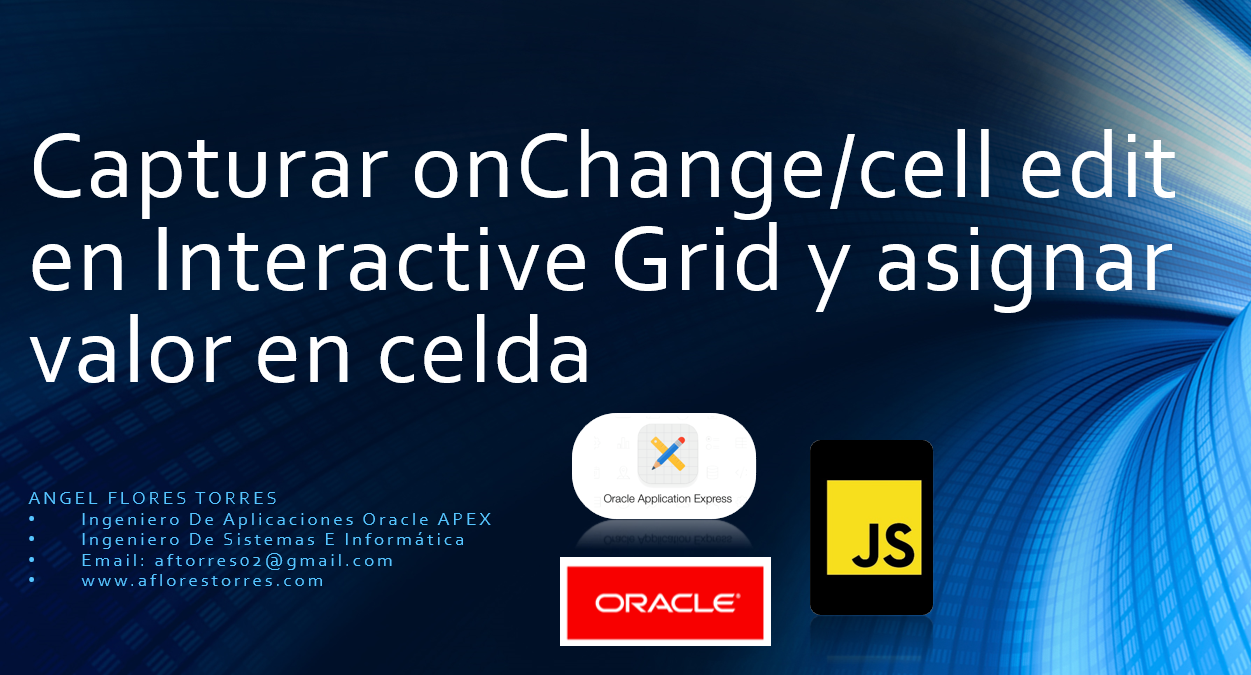 Capturar onChange/cell edit
en Interactive Grid y asignar
valor en celda
ANGEL FLORES TORRES
• Ingeniero De Aplicaciones Oracle APEX
• Ingeniero De Sistemas E Informática
• Email: aftorres02@gmail.com
• www.aflorestorres.com
Oracle Application Express
ORACLE®
JS